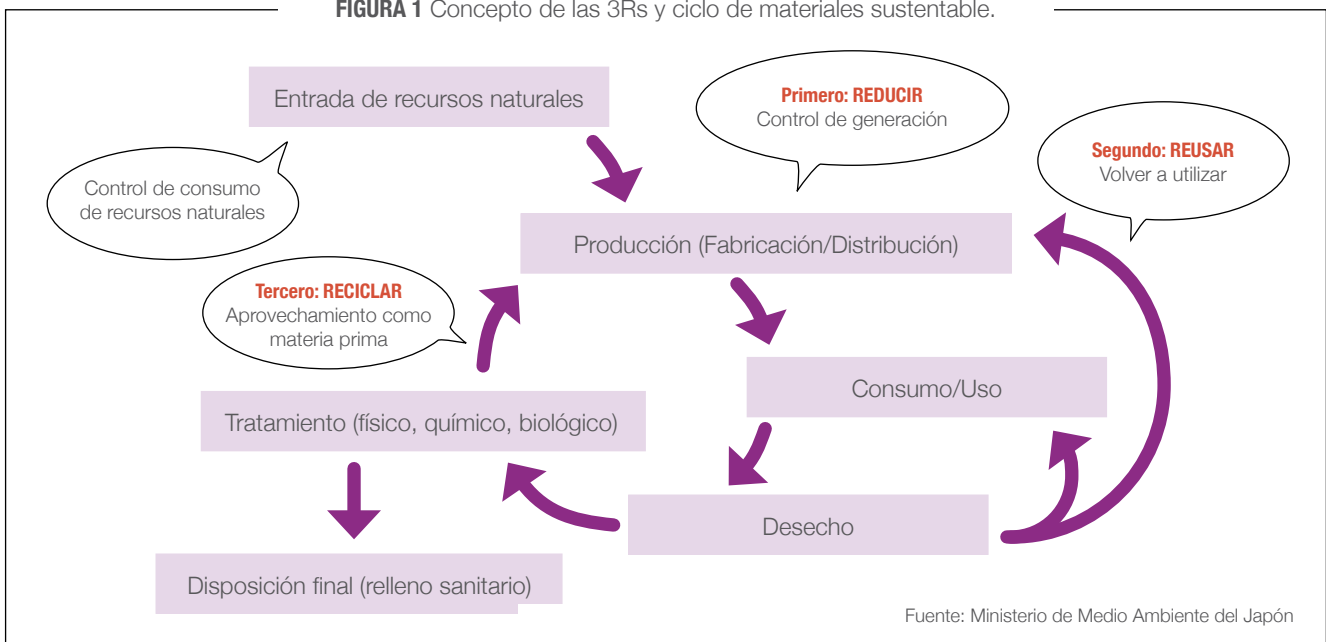 FIGURA 1 Concepto de las 3Rs y ciclo de materiales sustentable.
Entrada de recursos naturales
Primero: REDUCIR
Control de generación
Segundo: REUSAR
Volver a utilizar
Control de consumo
de recursos naturales
Producción (Fabricación/Distribución)
Tercero: RECICLAR
Aprovechamiento como
materia prima
Consumo/Uso
Tratamiento (físico, químico, biológico)
Desecho
Disposición final (relleno sanitario)
Fuente: Ministerio de Medio Ambiente del Japón